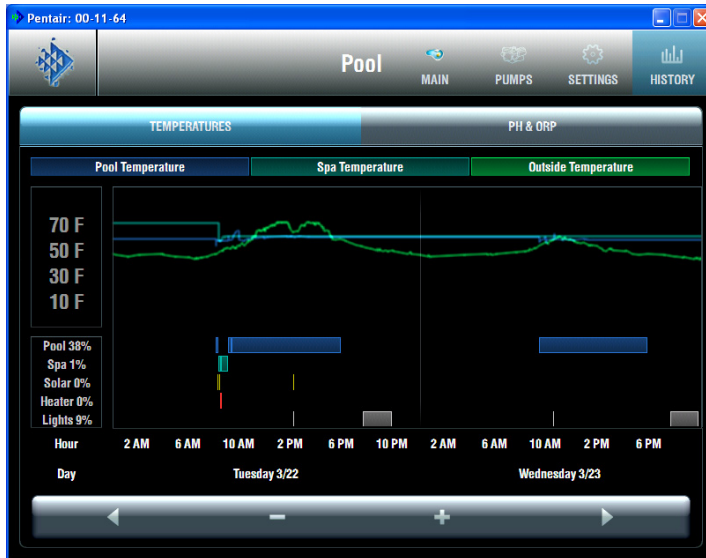 Pentair: 00-11-64
Pool
MAIN
PUMPS
SETTINGS
HISTORY
TEMPERATURES
PH & ORP
Pool Temperature
Spa Temperature
Outside Temperature
70 F
50 F
30 F
10 F
Pool 38%
Spa 1%
Solar 0%
Heater 0%
Lights 9%
Hour 2 AM 6 AM 10 AM 2 PM 6 PM 10 PM 2 AM 6 AM 10 AM 2 PM 6 PM
Day Tuesday 3/22 Wednesday 3/23